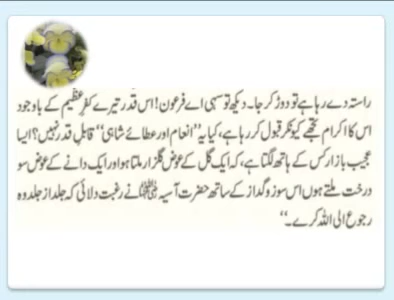 راستہ دے رہا ہے تو دوڑ کر جا۔ دیکھ تو سہی اے فرعون! اس قدر تیرے کفرِ عظیم کے باوجود
اس کا اکرام تجھے کیونکر قبول کر رہا ہے، کیا یہ ”انعام اور عطائے شاہی“ قابلِ قدر نہیں؟ ایسا
عجیب بازار کس کے ہاتھ لگتا ہے، کہ ایک گل کے عوض گلزار ملتا ہو اور ایک دانے کے عوض سو
درخت ملتے ہوں اس سوز و گداز کے ساتھ حضرت آسیہ ؑ نے رغبت دلائی کہ جلد از جلد وہ
رجوع الی اللہ کرے۔“